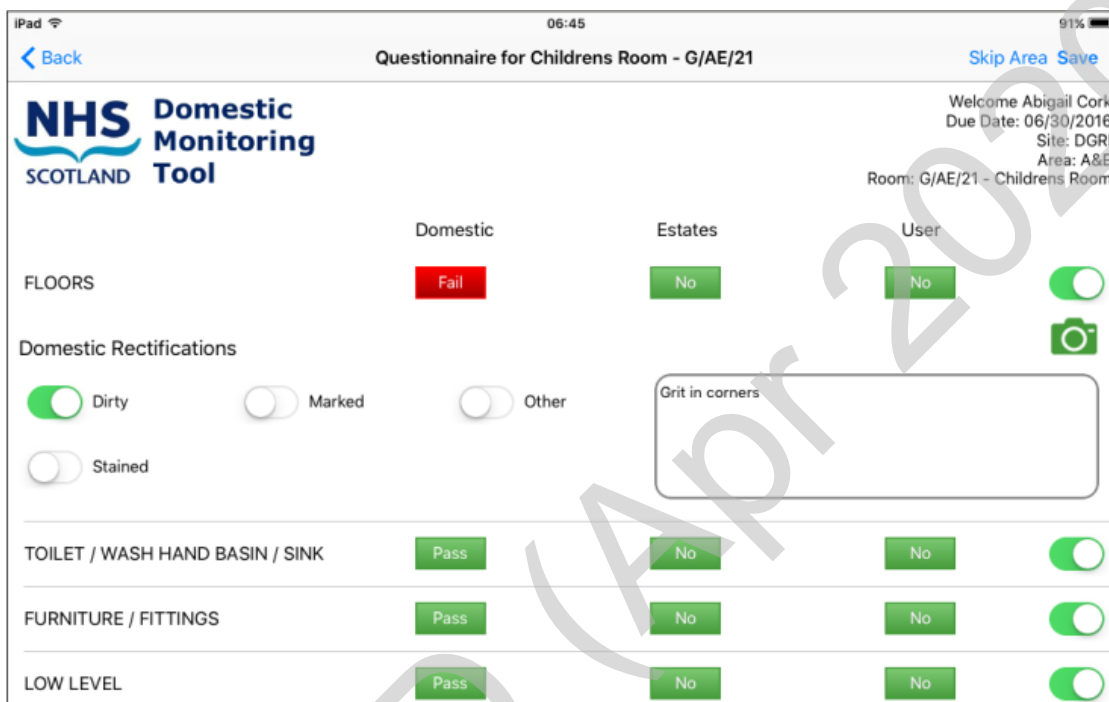 iPad 06:45 91%
Back Questionnaire for Childrens Room - G/AE/21 Skip Area Save
NHS
SCOTLAND
Domestic
Monitoring
Tool
Welcome Abigail Cork
Due Date: 06/30/2016
Site: DGRI
Area: A&E
Room: G/AE/21 - Childrens Room
Domestic Estates User
FLOORS Fail No No
Domestic Rectifications
Dirty Marked Other Grit in corners
Stained
TOILET / WASH HAND BASIN / SINK Pass No No
FURNITURE / FITTINGS Pass No No
LOW LEVEL Pass No No
(Apr 202